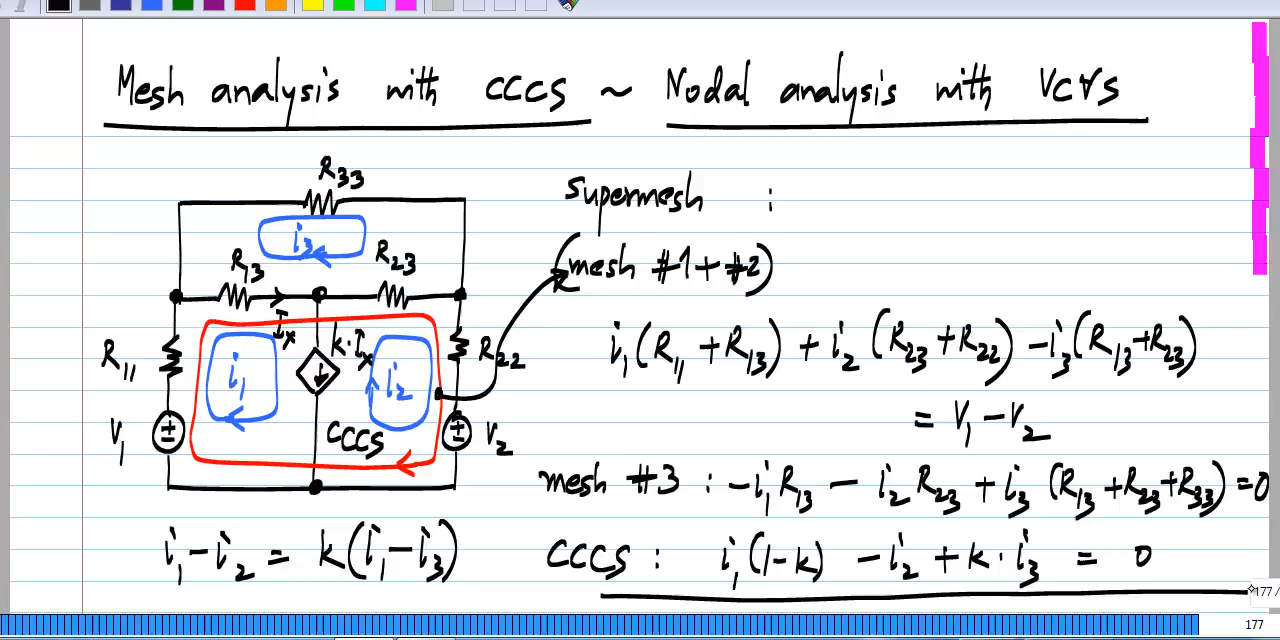 Mesh analysis with CCCS ~ Nodal analysis with VCVS
R33
Supermesh :
i3
R13
R23
(mesh #1 + #2)
Ix
R11
i1
k·Ix
i2
R22
i1(R11 + R13) + i2(R23 + R22) - i3(R13 + R23)
= V1 - V2
V1
CCCS
V2
mesh #3 : -i1R13 - i2R23 + i3(R13 + R23 + R33) = 0
i1 - i2 = k(i1 - i3)
CCCS : i1(1-k) - i2 + k·i3 = 0
177 /
177